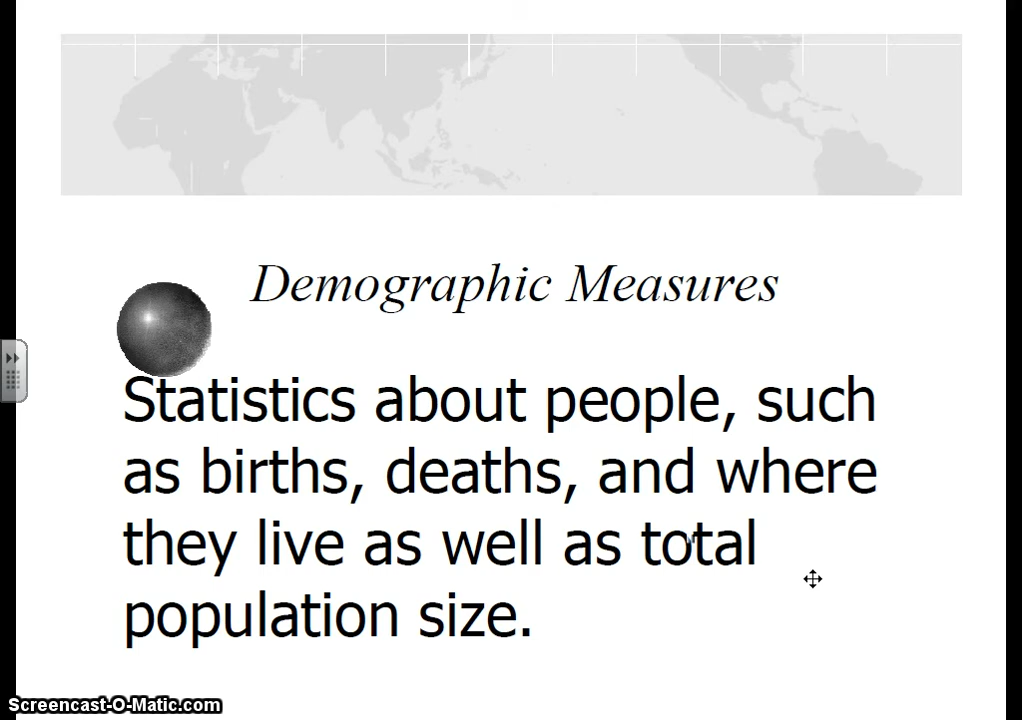 Demographic Measures
Statistics about people, such
as births, deaths, and where
they live as well as total
population size.
Screencast-O-Matic.com